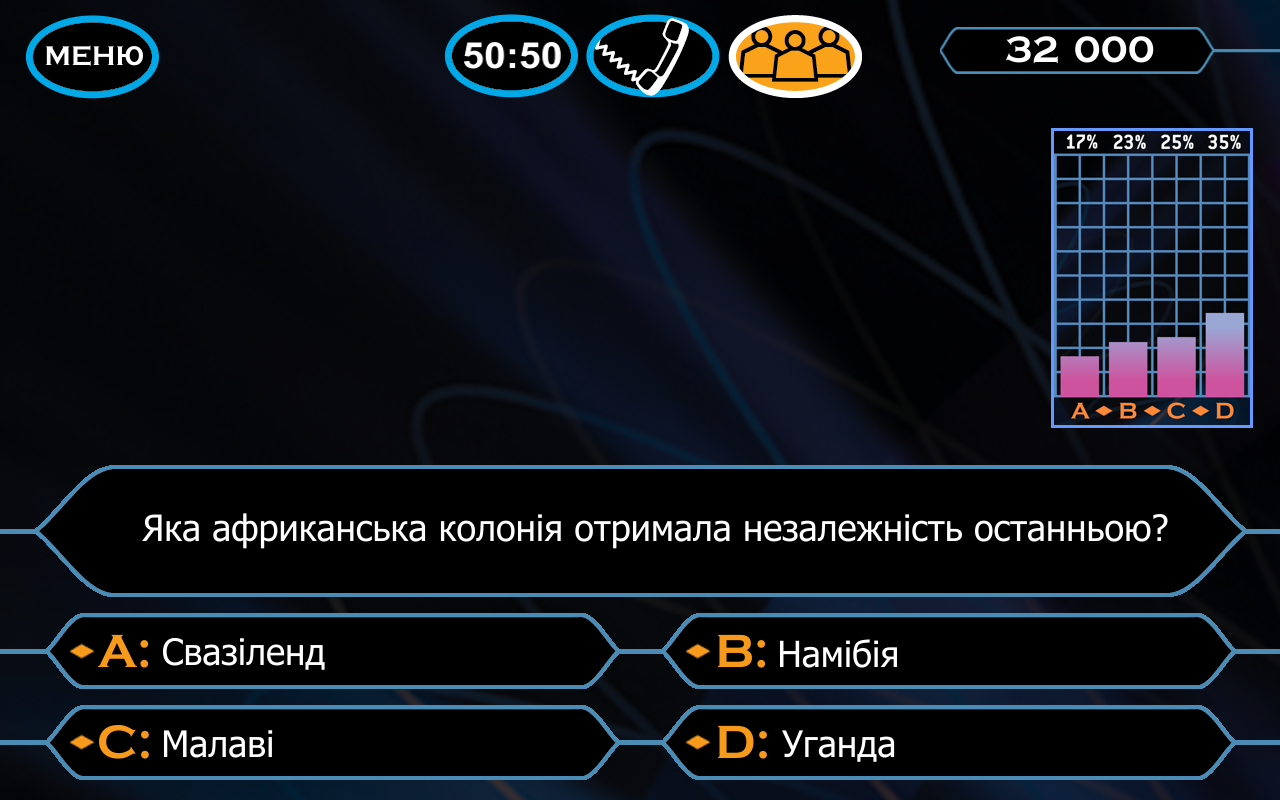 МЕНЮ
50:50
32 000
17% 23% 25% 35%
A B C D
Яка африканська колонія отримала незалежність останньою?
A: Свазіленд
B: Намібія
C: Малаві
D: Уганда